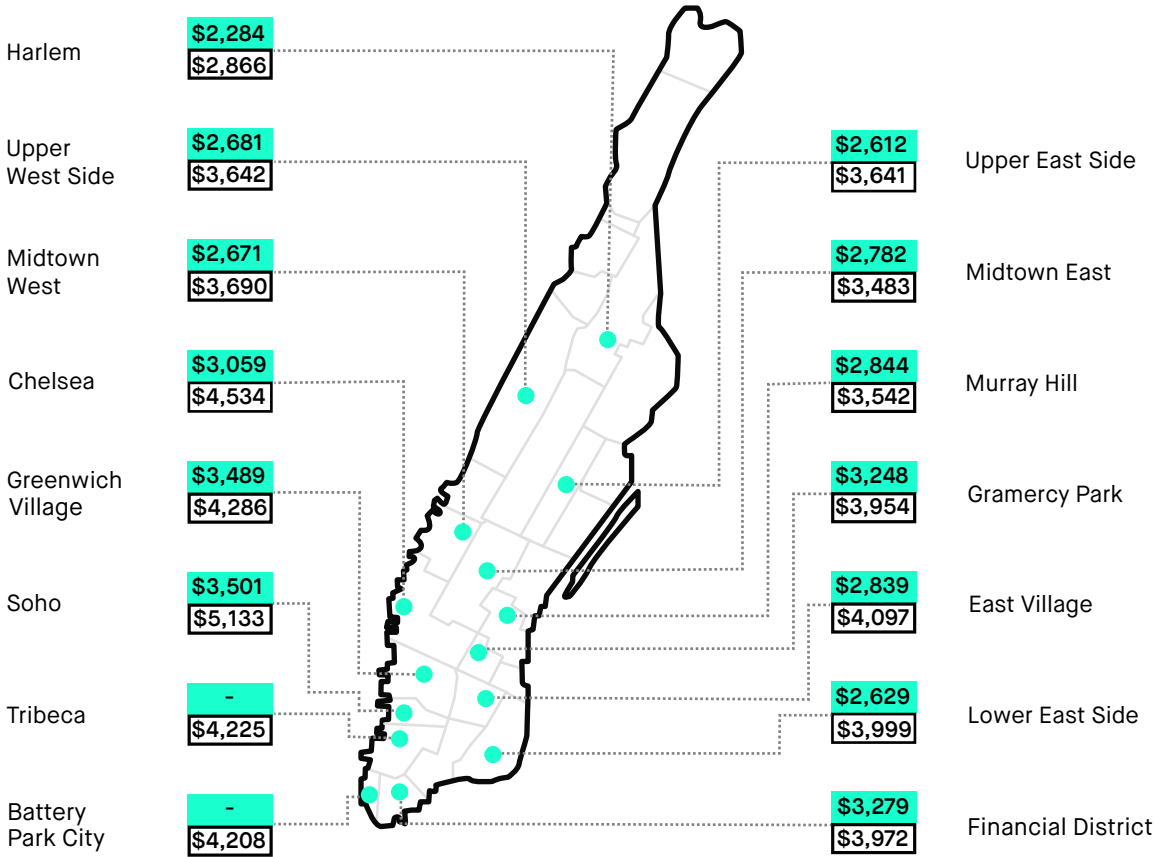 Harlem
$2,284
$2,866
Upper
West Side
$2,681
$3,642
Midtown
West
$2,671
$3,690
Chelsea
$3,059
$4,534
Greenwich
Village
$3,489
$4,286
Soho
$3,501
$5,133
Tribeca
-
$4,225
Battery
Park City
-
$4,208
$2,612
$3,641
Upper East Side
$2,782
$3,483
Midtown East
$2,844
$3,542
Murray Hill
$3,248
$3,954
Gramercy Park
$2,839
$4,097
East Village
$2,629
$3,999
Lower East Side
$3,279
$3,972
Financial District